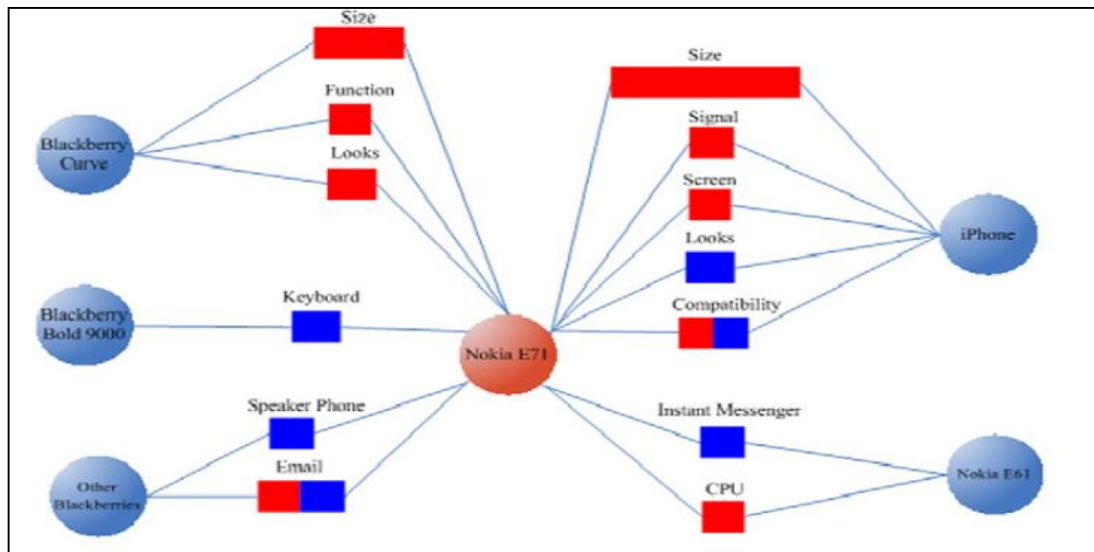 Size
Function
Looks
Blackberry
Curve
Size
Signal
Screen
Looks
Compatibility
iPhone
Keyboard
Blackberry
Bold 9000
Nokia E71
Speaker Phone
Email
Other
Blackberries
Instant Messenger
CPU
Nokia E61